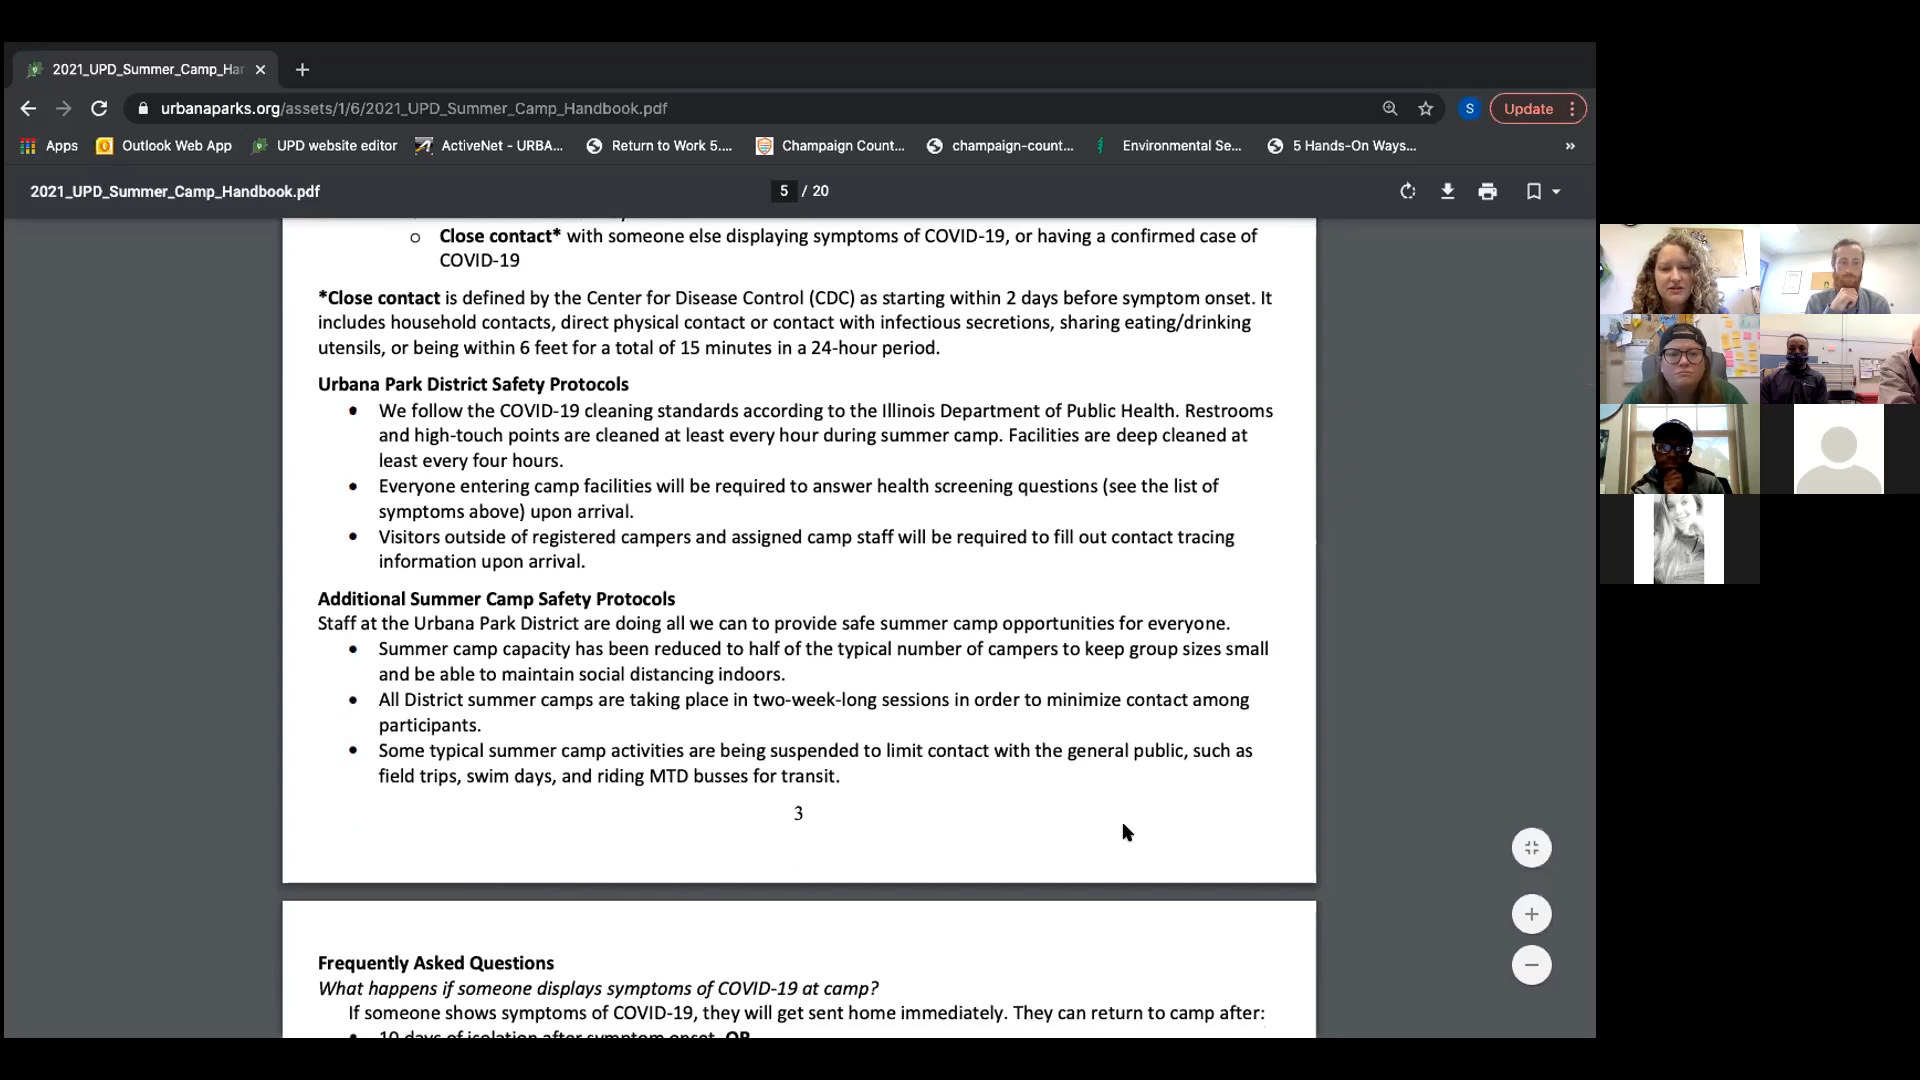 2021_UPD_Summer_Camp_Har
urbanaparks.org/assets/1/6/2021_UPD_Summer_Camp_Handbook.pdf
S
Update
Apps
Outlook Web App
UPD website editor
ActiveNet - URBA...
Return to Work 5....
Champaign Count...
champaign-count...
Environmental Se...
5 Hands-On Ways...
»
2021_UPD_Summer_Camp_Handbook.pdf
5 / 20
o Close contact* with someone else displaying symptoms of COVID-19, or having a confirmed case of
COVID-19
*Close contact is defined by the Center for Disease Control (CDC) as starting within 2 days before symptom onset. It
includes household contacts, direct physical contact or contact with infectious secretions, sharing eating/drinking
utensils, or being within 6 feet for a total of 15 minutes in a 24-hour period.
Urbana Park District Safety Protocols
• We follow the COVID-19 cleaning standards according to the Illinois Department of Public Health. Restrooms
and high-touch points are cleaned at least every hour during summer camp. Facilities are deep cleaned at
least every four hours.
• Everyone entering camp facilities will be required to answer health screening questions (see the list of
symptoms above) upon arrival.
• Visitors outside of registered campers and assigned camp staff will be required to fill out contact tracing
information upon arrival.
Additional Summer Camp Safety Protocols
Staff at the Urbana Park District are doing all we can to provide safe summer camp opportunities for everyone.
• Summer camp capacity has been reduced to half of the typical number of campers to keep group sizes small
and be able to maintain social distancing indoors.
• All District summer camps are taking place in two-week-long sessions in order to minimize contact among
participants.
• Some typical summer camp activities are being suspended to limit contact with the general public, such as
field trips, swim days, and riding MTD busses for transit.
3
Frequently Asked Questions
What happens if someone displays symptoms of COVID-19 at camp?
If someone shows symptoms of COVID-19, they will get sent home immediately. They can return to camp after:
• 10 days of isolation after symptom onset, OR